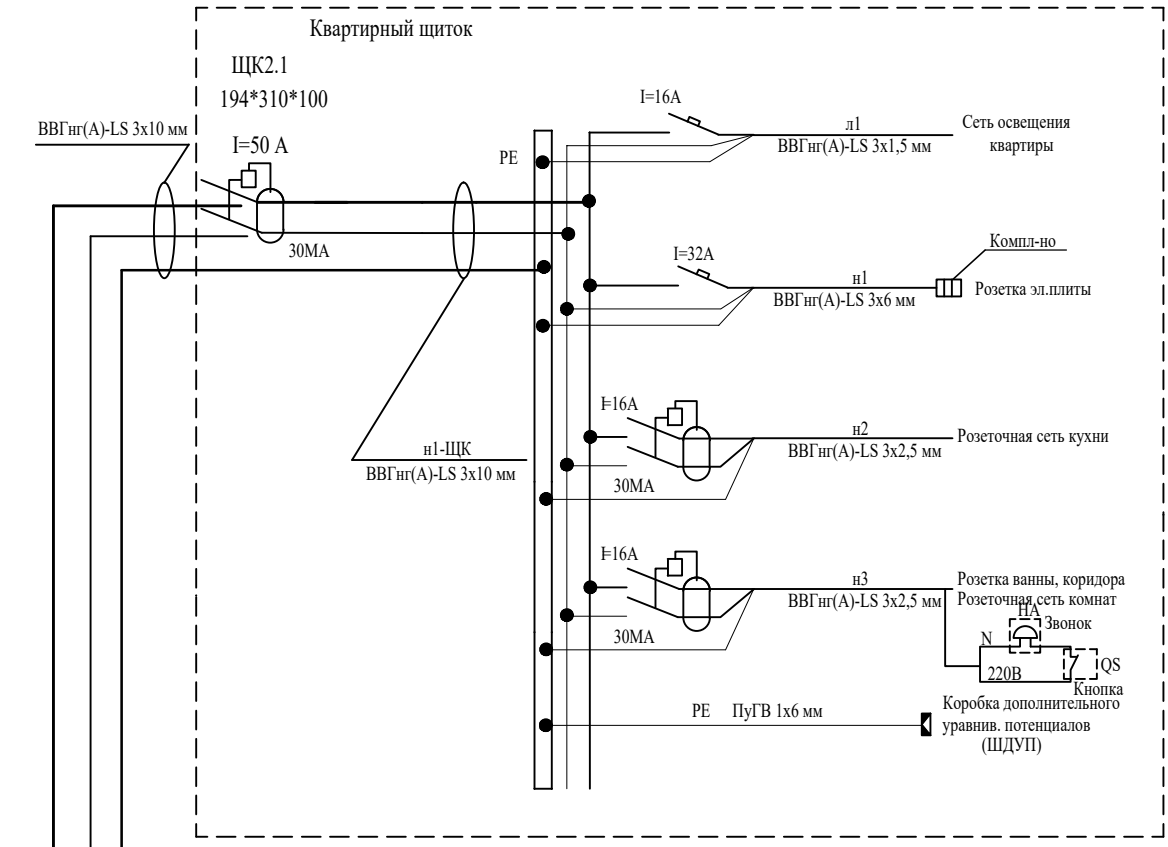 Квартирный щиток
ЩК2.1
194*310*100
ВВГнг(А)-LS 3х10 мм
I=50 А
30МА
PE
I=16А
л1
ВВГнг(А)-LS 3х1,5 мм
Сеть освещения
квартиры
I=32А
н1
ВВГнг(А)-LS 3х6 мм
Компл-но
Розетка эл.плиты
н1-ЩК
ВВГнг(А)-LS 3х10 мм
I=16А
30МА
н2
ВВГнг(А)-LS 3х2,5 мм
Розеточная сеть кухни
I=16А
30МА
н3
ВВГнг(А)-LS 3х2,5 мм
Розетка ванны, коридора
Розеточная сеть комнат
НА
Звонок
N
220В
QS
Кнопка
PE ПуГВ 1х6 мм
Коробка дополнительного
уравнив. потенциалов
(ШДУП)